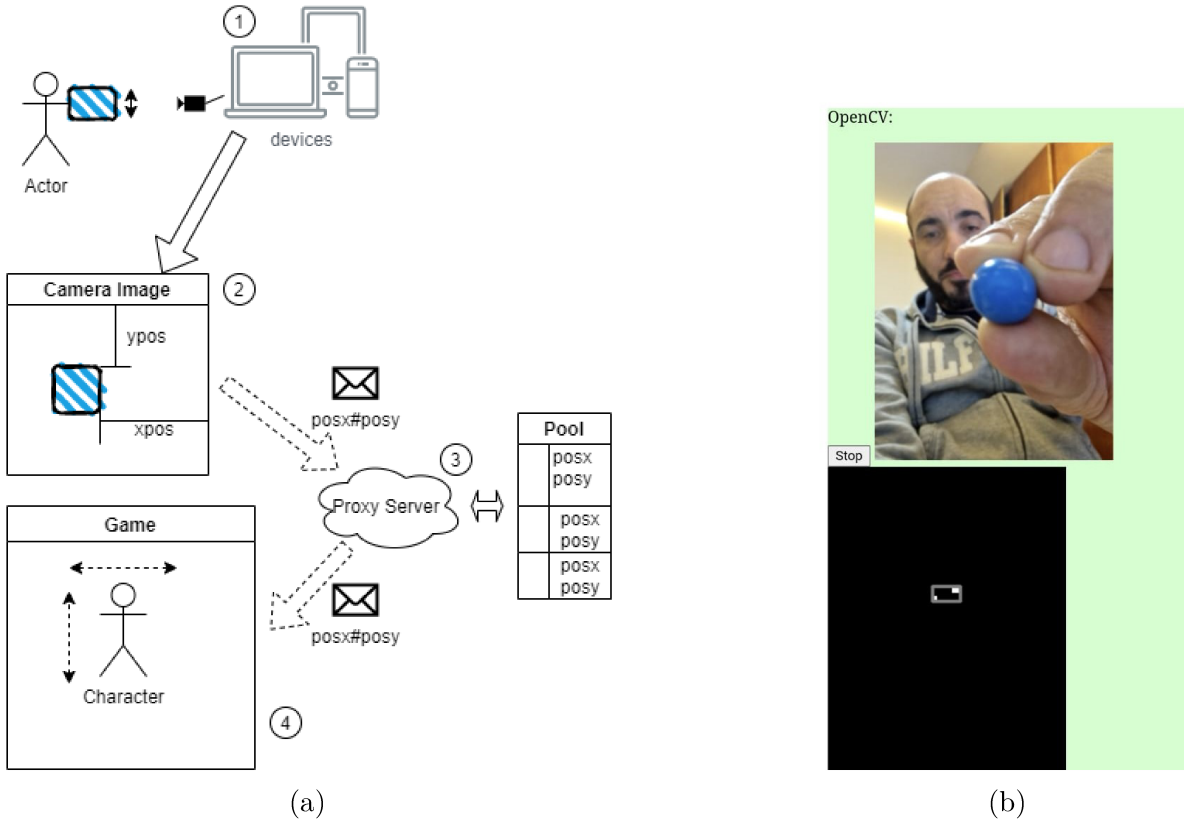 1
devices
Actor
Camera Image
2
ypos
xpos
posx#posy
3
Proxy Server
Pool
posx
posy
posx
posy
posx
posy
Game
Character
posx#posy
4
(a)
OpenCV:
HILF
Stop
(b)